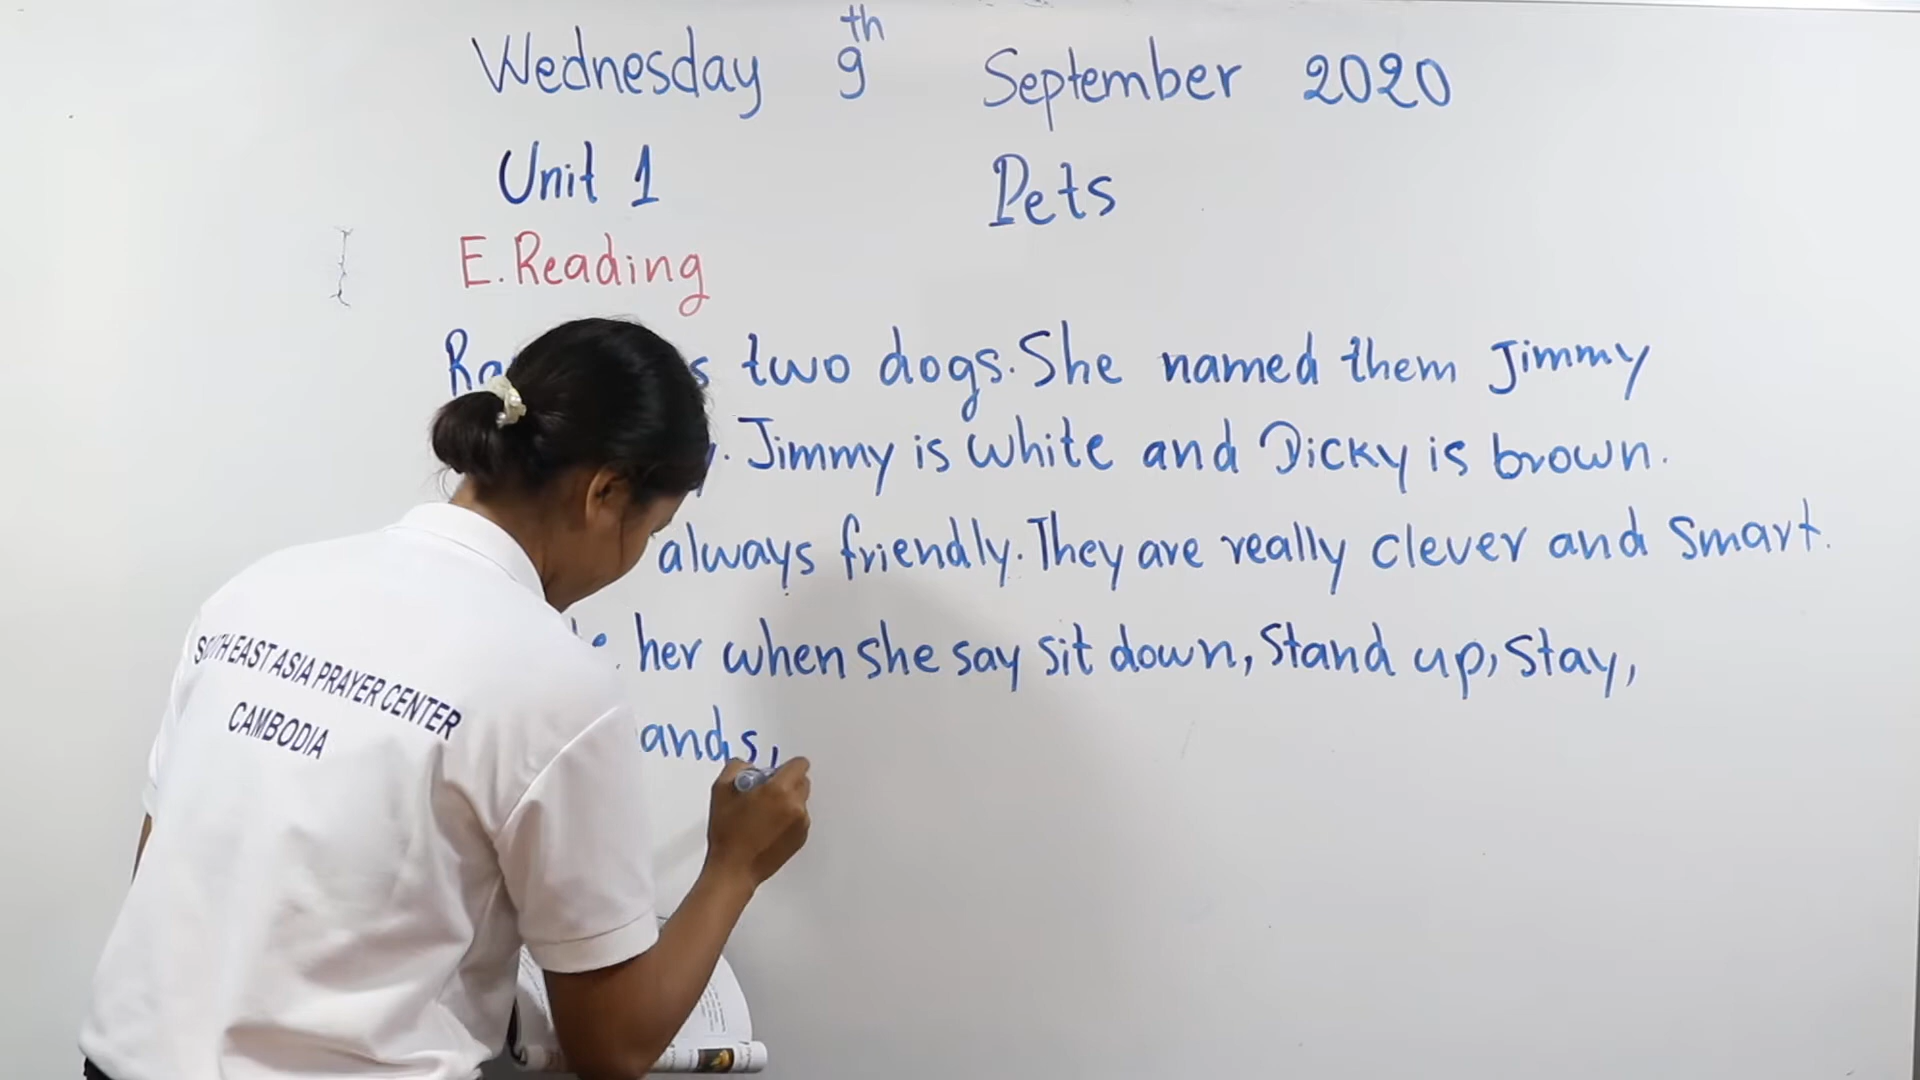 Wednesday 9th September 2020
Unit 1 Pets
E. Reading
two dogs. She named them Jimmy
. Jimmy is white and Dicky is brown.
always friendly. They are really clever and smart.
her when she say sit down, stand up, stay,
SOUTH EAST ASIA PRAYER CENTER
CAMBODIA